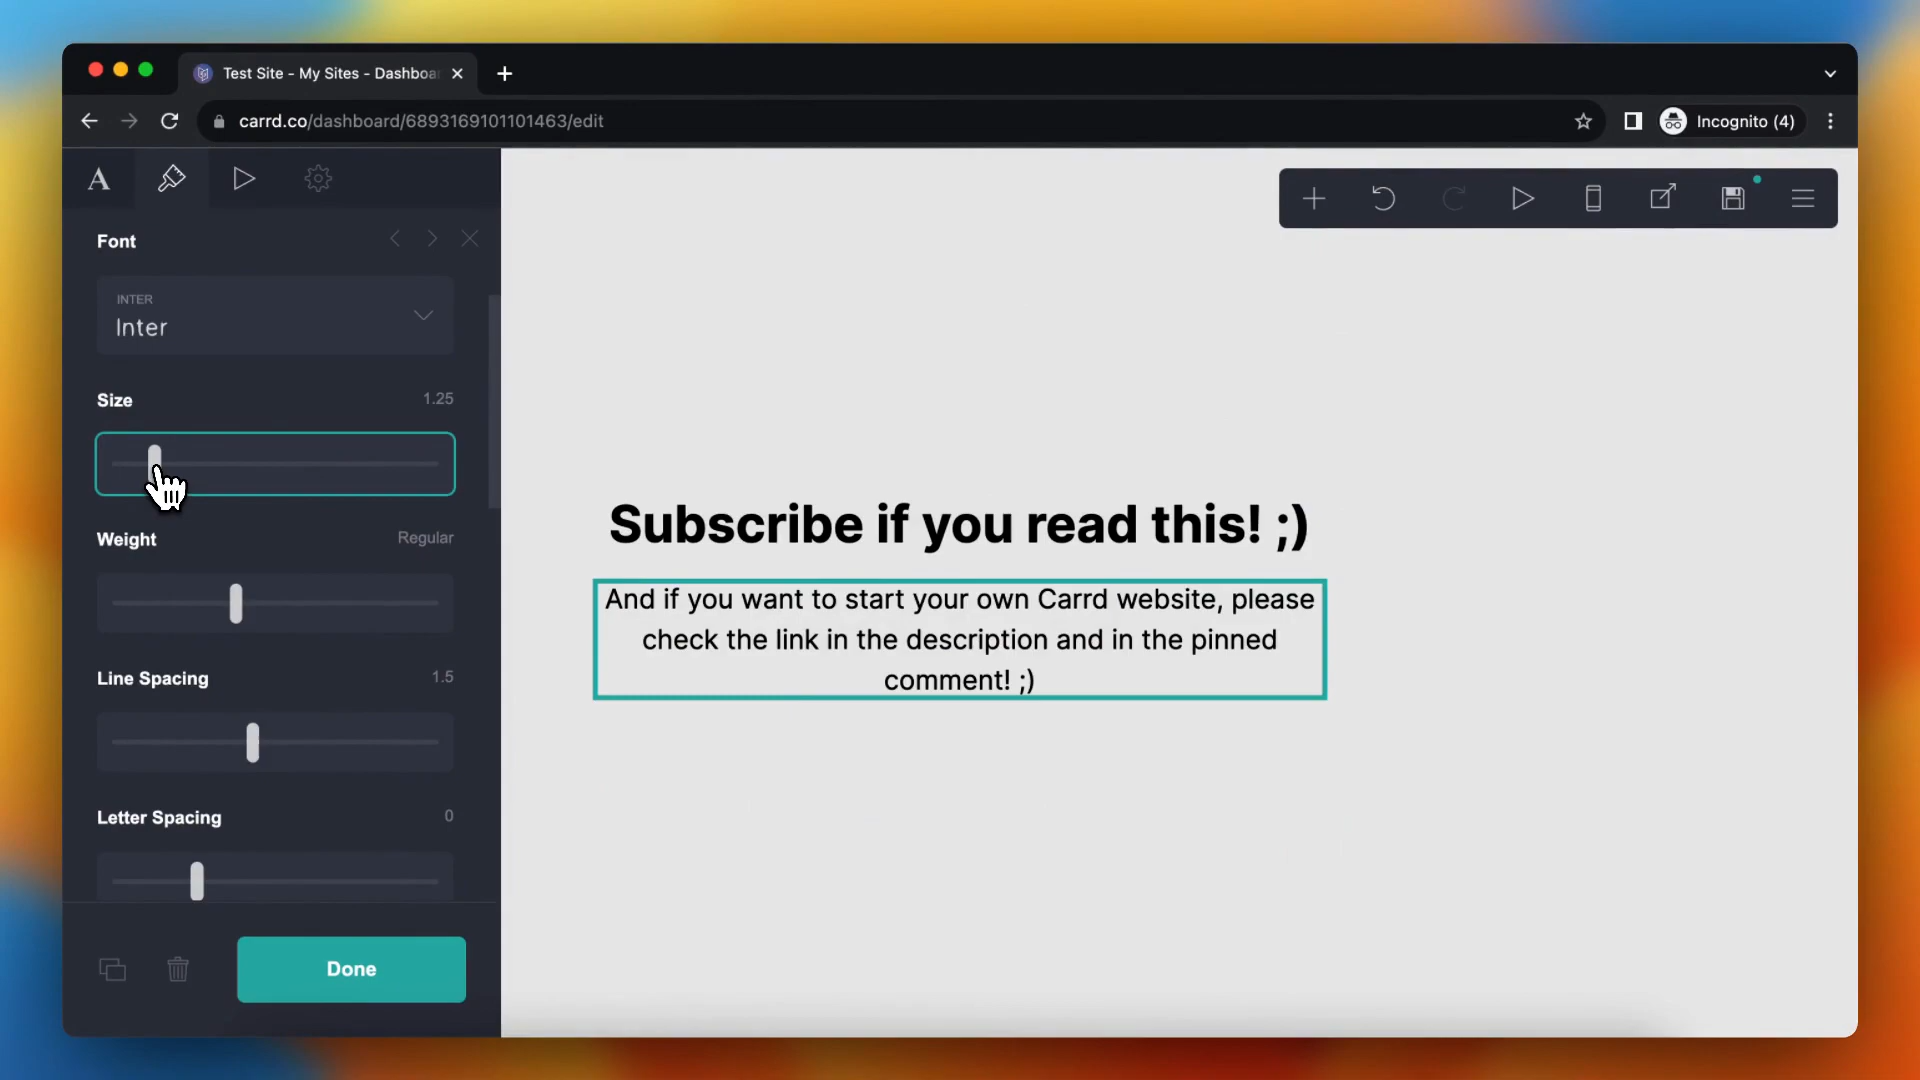 Test Site - My Sites - Dashboa
carrd.co/dashboard/6893169101101463/edit
Incognito (4)
A
Font
INTER
Inter
Size 1.25
Weight Regular
Line Spacing 1.5
Letter Spacing 0
Done
Subscribe if you read this! ;)
And if you want to start your own Carrd website, please
check the link in the description and in the pinned
comment! ;)